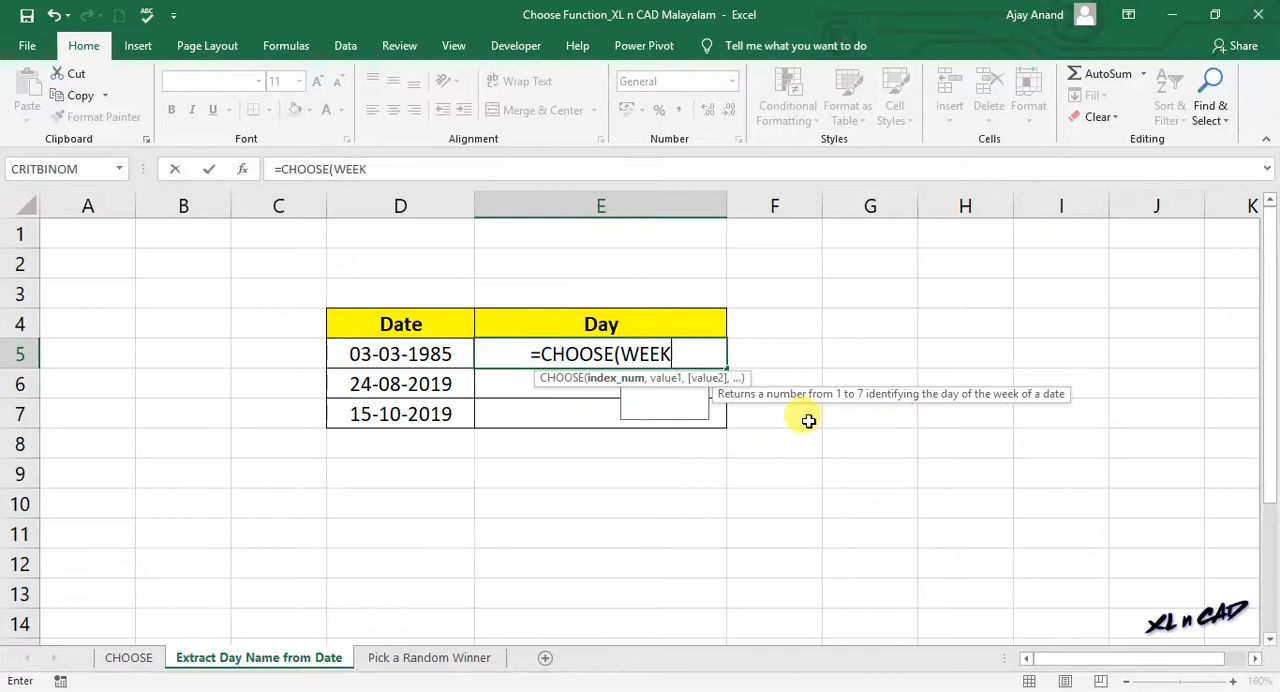 Choose Function_XL n CAD Malayalam - Excel
Ajay Anand
File Home Insert Page Layout Formulas Data Review View Developer Help Power Pivot Tell me what you want to do Share
Paste
Cut
Copy
Format Painter
Clipboard
11
Font
Wrap Text
Merge & Center
Alignment
General
Number
Conditional Formatting
Format as Table
Cell Styles
Styles
Insert
Delete
Format
Cells
AutoSum
Fill
Clear
Sort & Filter
Find & Select
Editing
CRITBINOM
fx
=CHOOSE(WEEK
A B C D E F G H I J K
1
2
3
4 Date Day
5 03-03-1985 =CHOOSE(WEEK
CHOOSE(index_num, value1, [value2], ...)
Returns a number from 1 to 7 identifying the day of the week of a date
6 24-08-2019
7 15-10-2019
8
9
10
11
12
13
14
XL n CAD
CHOOSE Extract Day Name from Date Pick a Random Winner
Enter
160%